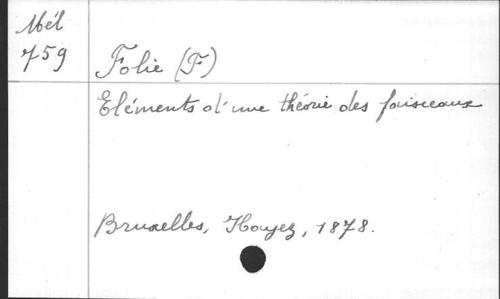 Mél
759
Folie (F)
Eléments d'une théorie des faisceaux
Bruxelles, Hayez, 1878.